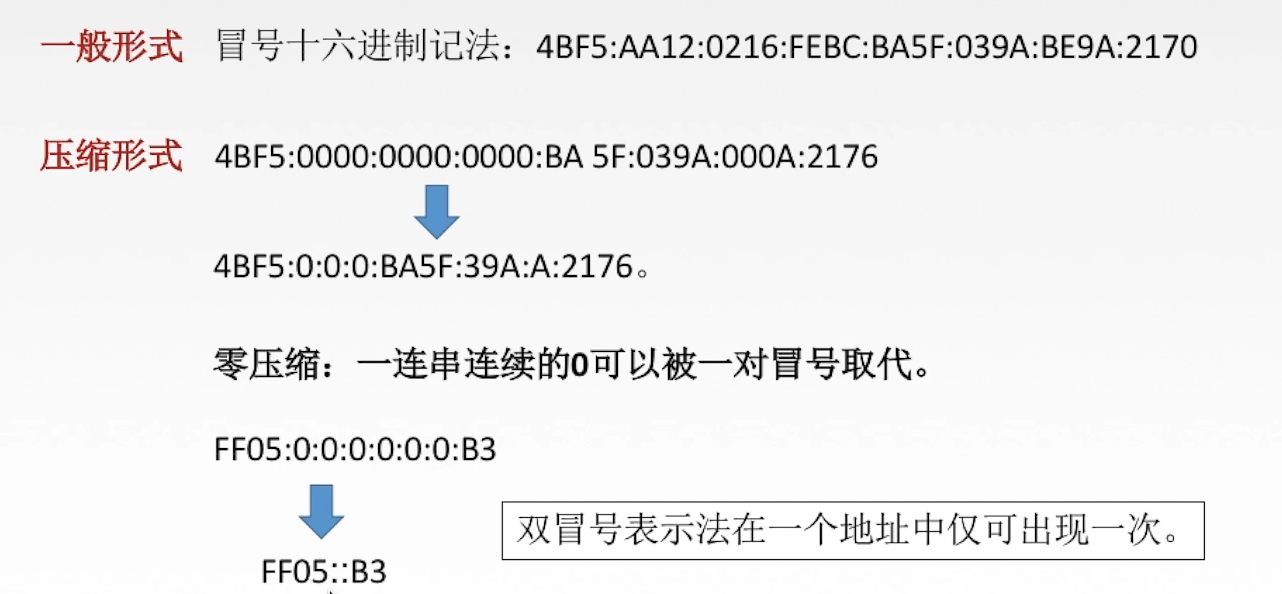 一般形式 冒号十六进制记法：4BF5:AA12:0216:FEBC:BA5F:039A:BE9A:2170
压缩形式 4BF5:0000:0000:0000:BA 5F:039A:000A:2176
4BF5:0:0:0:BA5F:39A:A:2176。
零压缩：一连串连续的0可以被一对冒号取代。
FF05:0:0:0:0:0:0:B3
双冒号表示法在一个地址中仅可出现一次。
FF05::B3